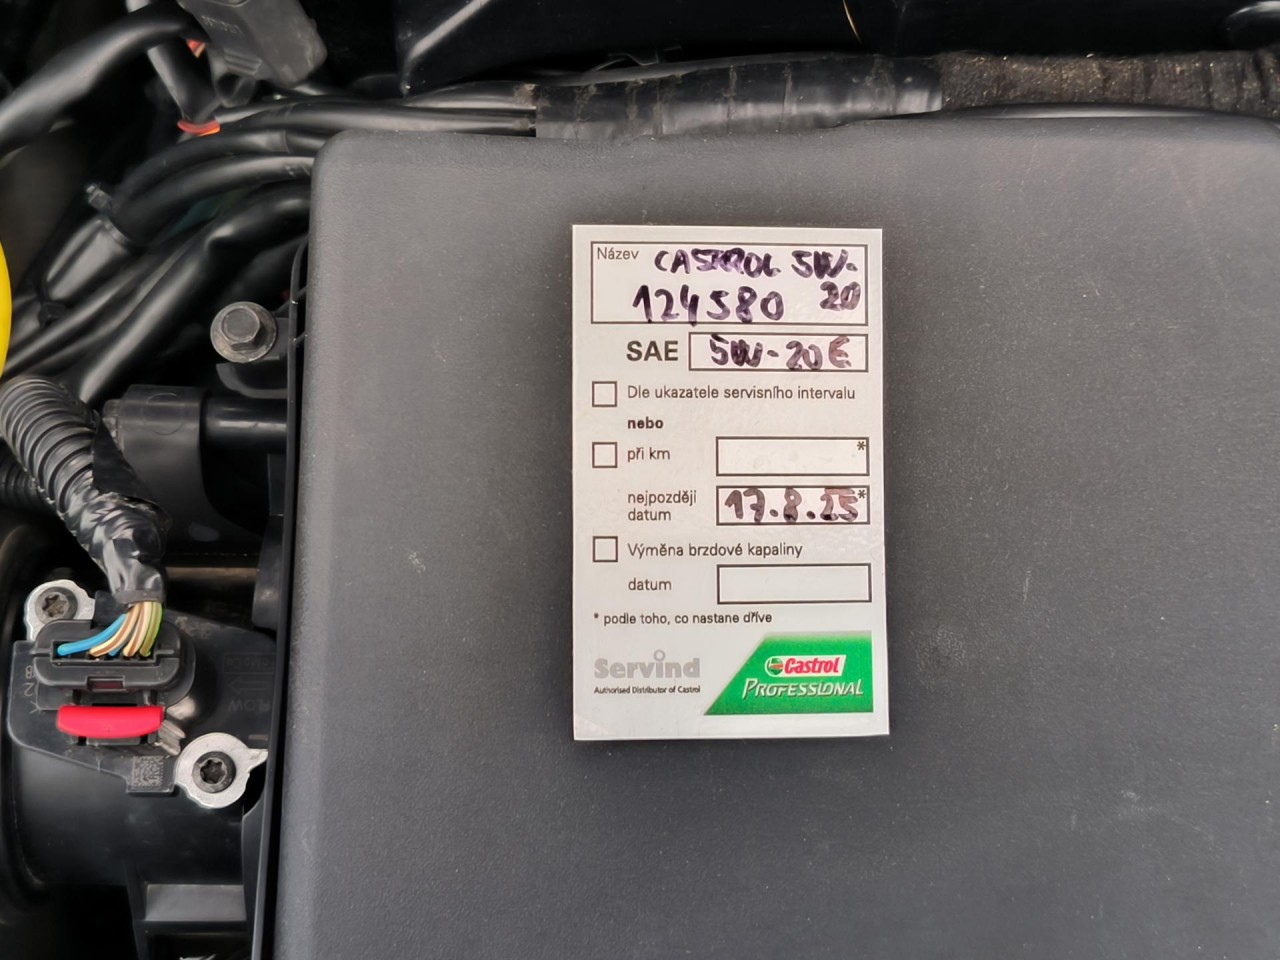 Název CASTROL 5W-
124580 20
SAE 5W-20 E
Dle ukazatele servisního intervalu
nebo
při km *
nejpozději
datum 17.8.25*
Výměna brzdové kapaliny
datum
* podle toho, co nastane dříve
Servind
Authorised Distributor of Castrol
Castrol
PROFESSIONAL